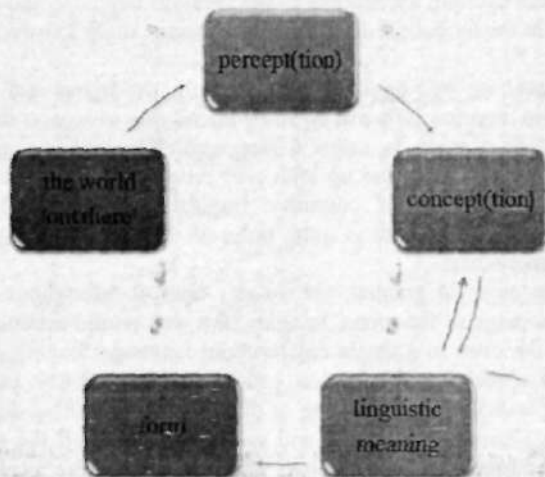 percept(tion)
the world
'out there'
concept(tion)
form
linguistic
meaning